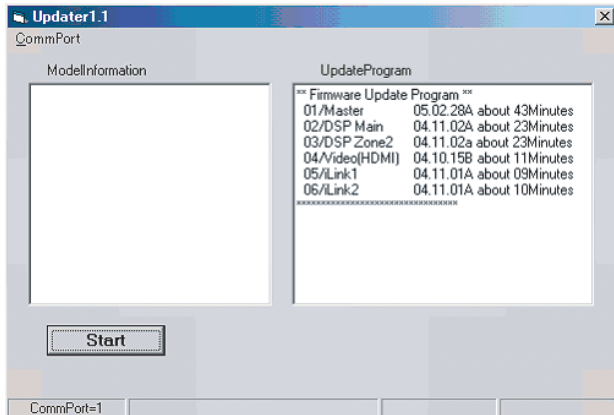 Updater1.1
CommPort
ModelInformation
UpdateProgram
** Firmware Update Program **
01/Master 05.02.28A about 43Minutes
02/DSP Main 04.11.02A about 23Minutes
03/DSP Zone2 04.11.02a about 23Minutes
04/Video(HDMI) 04.10.15B about 11Minutes
05/iLink1 04.11.01A about 09Minutes
06/iLink2 04.11.01A about 10Minutes
********************************
Start
CommPort=1